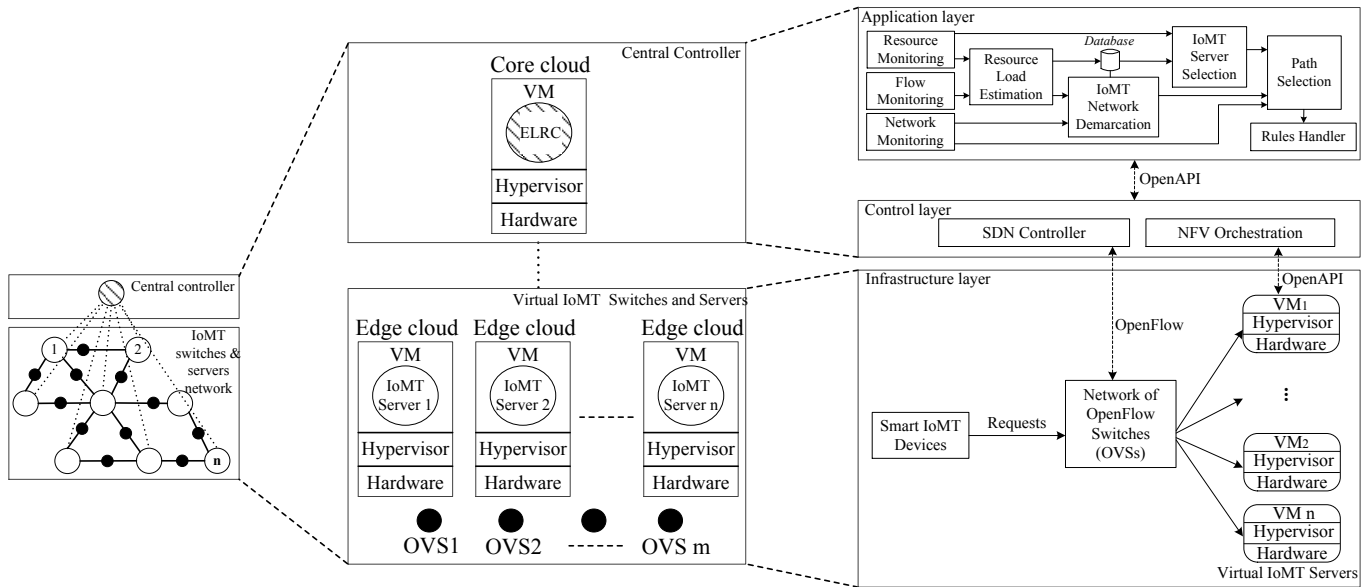 Central controller
IoMT
switches &
servers
network
1
2
n
Central Controller
Core cloud
VM
ELRC
Hypervisor
Hardware
Virtual IoMT Switches and Servers
Edge cloud
VM
IoMT
Server 1
Hypervisor
Hardware
Edge cloud
VM
IoMT
Server 2
Hypervisor
Hardware
Edge cloud
VM
IoMT
Server n
Hypervisor
Hardware
OVS1
OVS2
OVS m
Application layer
Resource
Monitoring
Flow
Monitoring
Network
Monitoring
Resource
Load
Estimation
Database
IoMT
Network
Demarcation
IoMT
Server
Selection
Path
Selection
Rules Handler
OpenAPI
Control layer
SDN Controller
NFV Orchestration
Infrastructure layer
OpenFlow
OpenAPI
Smart IoMT
Devices
Requests
Network of
OpenFlow
Switches
(OVSs)
VM1
Hypervisor
Hardware
VM2
Hypervisor
Hardware
VM n
Hypervisor
Hardware
Virtual IoMT Servers